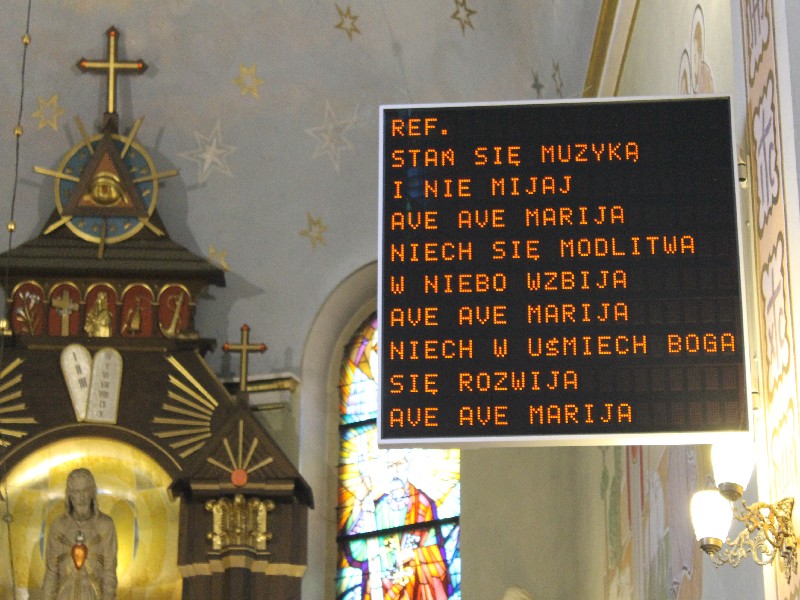 REF.
STAŃ SIĘ MUZYKĄ
I NIE MIJAJ
AVE AVE MARIJA
NIECH SIĘ MODLITWA
W NIEBO WZBIJA
AVE AVE MARIJA
NIECH W UŚMIECH BOGA
SIĘ ROZWIJA
AVE AVE MARIJA